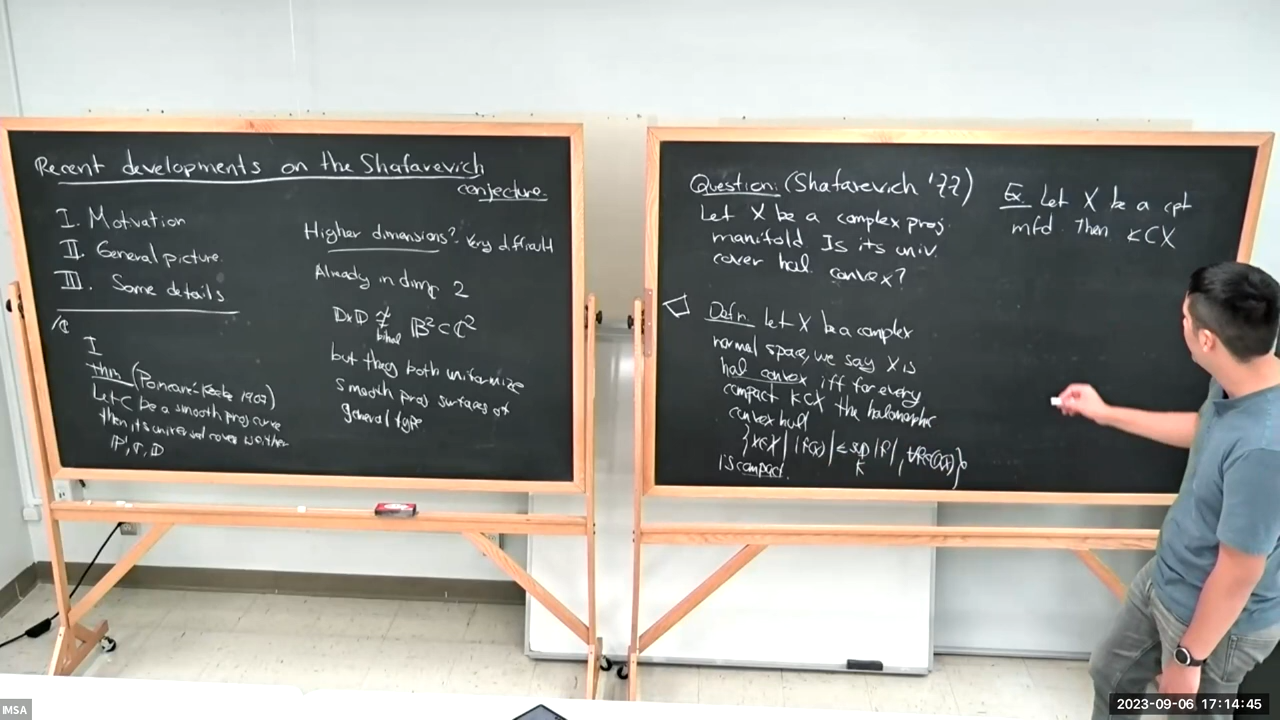 Recent developments on the Shafarevich
conjecture.
I. Motivation
II. General picture.
III. Some details
/ℂ
I
Thm (Poincaré-Koebe 1907)
Let C be a smooth proj curve
then its universal cover is either
ℙ¹, ℂ, 𝔻
Higher dimensions? Very difficult
Already in dim 2
𝔻×𝔻 ≄ 𝔹² ⊂ ℂ²
bihol
but they both uniformize
smooth proj surfaces of
general type
Question: (Shafarevich '77)
Let X be a complex proj.
manifold. Is its univ.
cover hol. convex?
Defn. Let X be a complex
normal space, we say X is
hol convex iff for every
compact K⊂X the holomorphic
convex hull
{x∈X | |f(x)| ≤ sup |f|, ∀f∈O(X)}
K
is compact.
Ex. Let X be a cpt
mfd. Then K⊂X
IMSA
2023-09-06 17:14:45